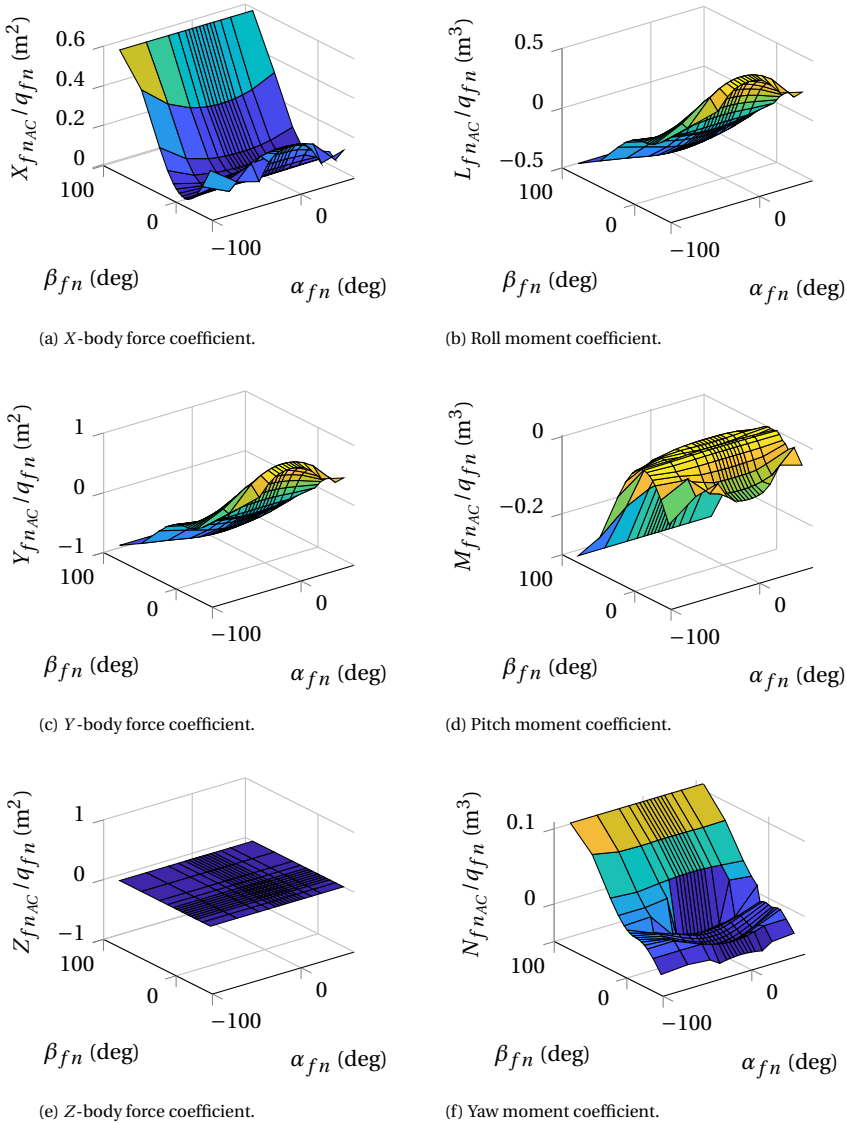 X_{fn_{AC}}/q_{fn} (m²)
0.6
0.4
0.2
0
100
0
−100
0
β_{fn} (deg)
α_{fn} (deg)
(a) X-body force coefficient.
L_{fn_{AC}}/q_{fn} (m³)
0.5
0
−0.5
100
0
−100
0
β_{fn} (deg)
α_{fn} (deg)
(b) Roll moment coefficient.
Y_{fn_{AC}}/q_{fn} (m²)
1
0
−1
100
0
−100
0
β_{fn} (deg)
α_{fn} (deg)
(c) Y-body force coefficient.
M_{fn_{AC}}/q_{fn} (m³)
0
−0.2
100
0
−100
0
β_{fn} (deg)
α_{fn} (deg)
(d) Pitch moment coefficient.
Z_{fn_{AC}}/q_{fn} (m²)
1
0
−1
100
0
−100
0
β_{fn} (deg)
α_{fn} (deg)
(e) Z-body force coefficient.
N_{fn_{AC}}/q_{fn} (m³)
0.1
0
100
0
−100
0
β_{fn} (deg)
α_{fn} (deg)
(f) Yaw moment coefficient.